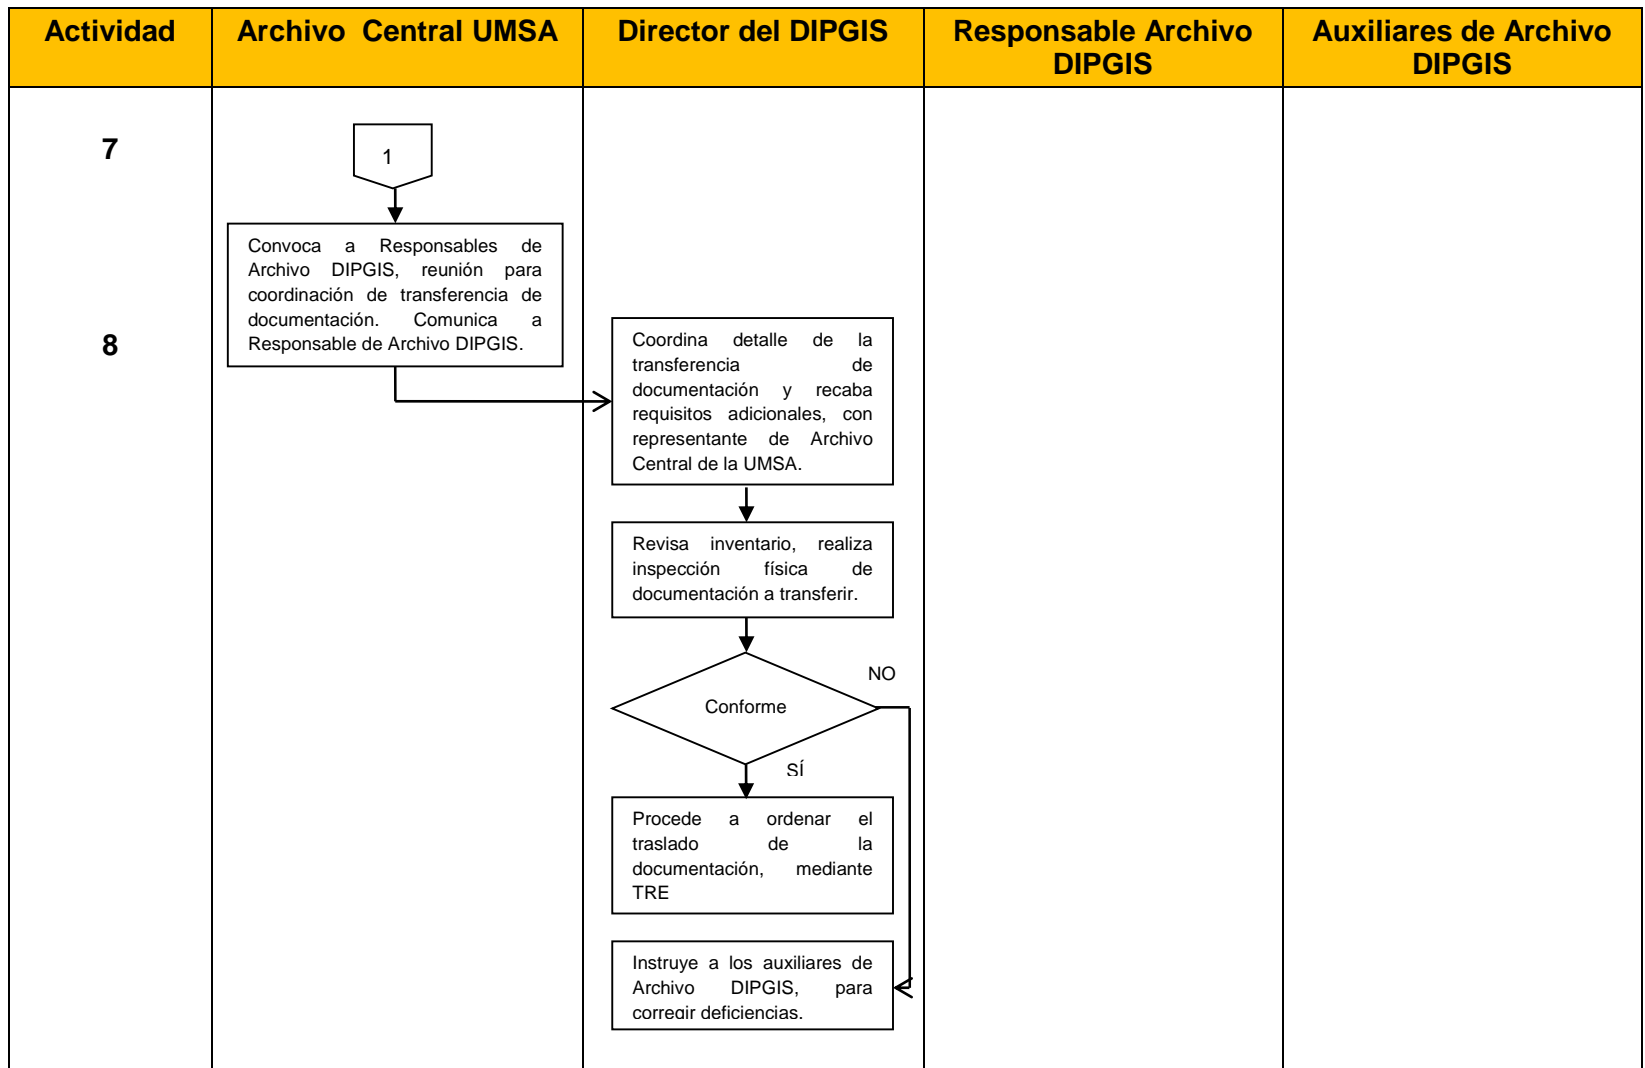 Actividad
Archivo Central UMSA
Director del DIPGIS
Responsable Archivo
DIPGIS
Auxiliares de Archivo
DIPGIS
7
1
Convoca a Responsables de
Archivo DIPGIS, reunión para
coordinación de transferencia de
documentación. Comunica a
Responsable de Archivo DIPGIS.
8
Coordina detalle de la
transferencia de
documentación y recaba
requisitos adicionales, con
representante de Archivo
Central de la UMSA.
Revisa inventario, realiza
inspección física de
documentación a transferir.
NO
Conforme
SÍ
Procede a ordenar el
traslado de la
documentación, mediante
TRE
Instruye a los auxiliares de
Archivo DIPGIS, para
corregir deficiencias.